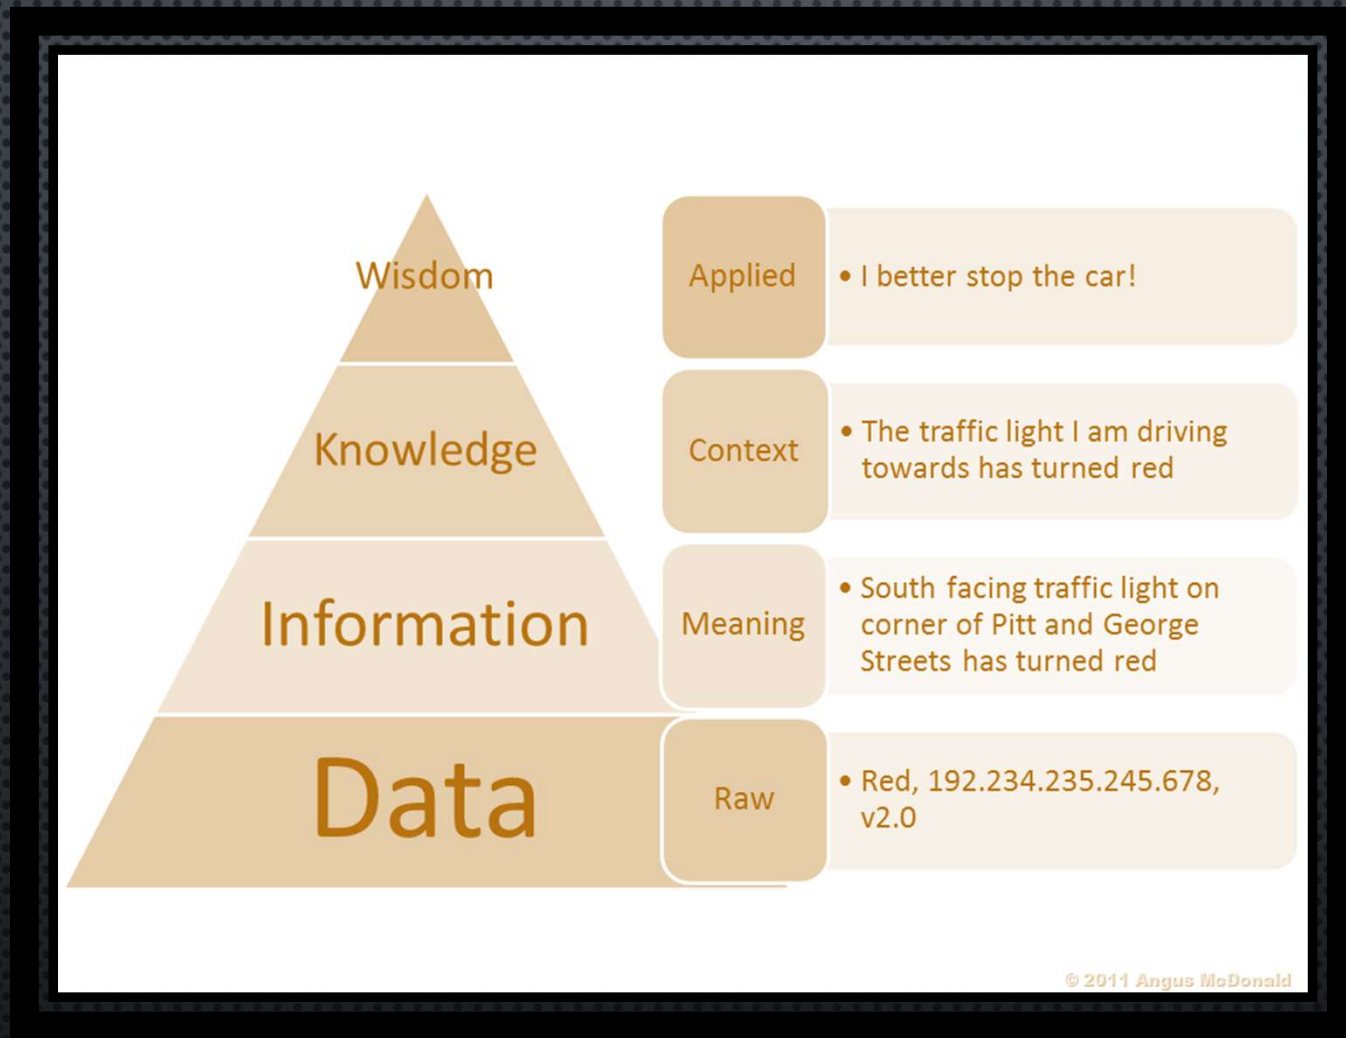 Wisdom
Applied
• I better stop the car!
Knowledge
Context
• The traffic light I am driving
towards has turned red
Information
Meaning
• South facing traffic light on
corner of Pitt and George
Streets has turned red
Data
Raw
• Red, 192.234.235.245.678,
v2.0
© 2011 Angus McDonald